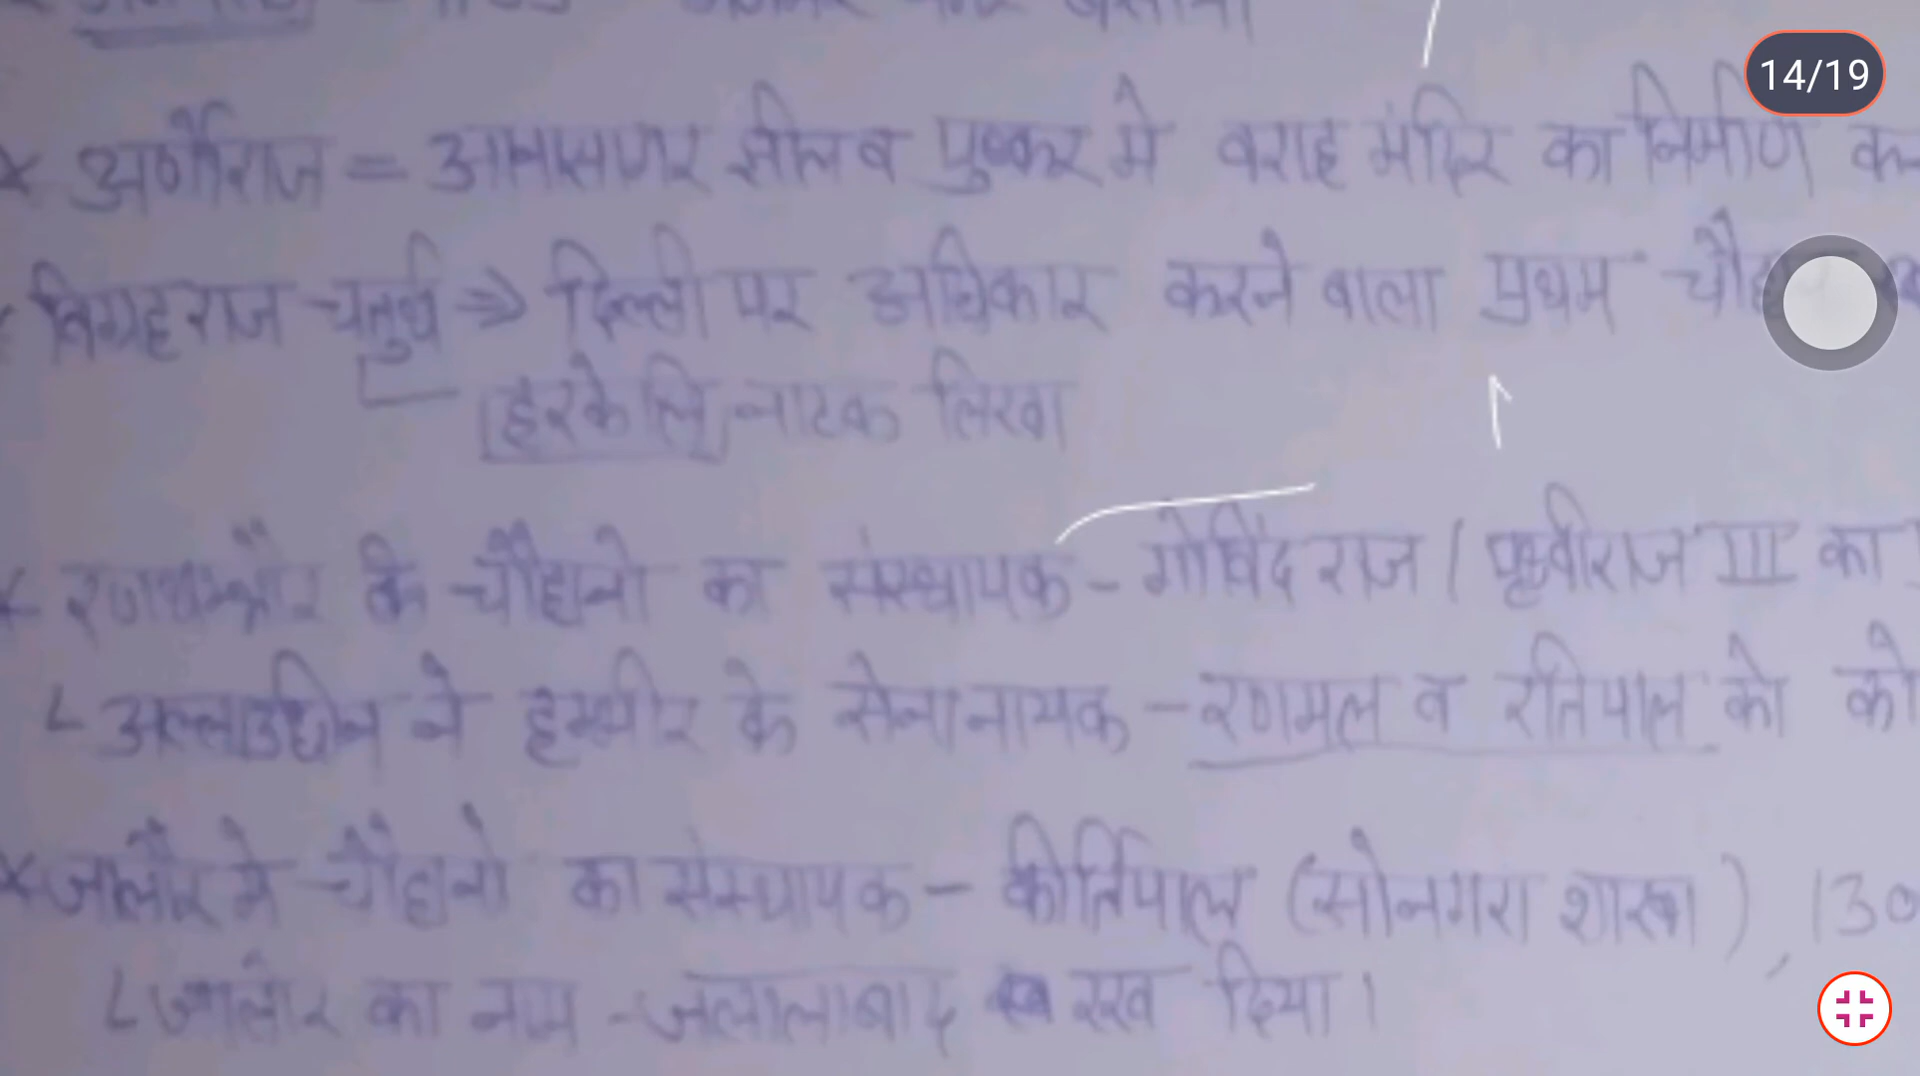 14/19
* अर्णोराज = आनासागर झील व पुष्कर मे वराह मंदिर का निर्माण
* विग्रहराज चतुर्थ ⇒ दिल्ली पर अधिकार करने वाला प्रथम
हरकेलि नाटक लिखा
* रणथम्भौर के चौहानो का संस्थापक - गोविंदराज / पृथ्वीराज III का
अल्लाउद्दीन ने हम्मीर के सेनानायक - रणमल व रतिपाल को
* जालौर मे चौहानो का संस्थापक - कीर्तिपाल (सोनगरा शाखा),
जालौर का नाम - जलालाबाद रख दिया।